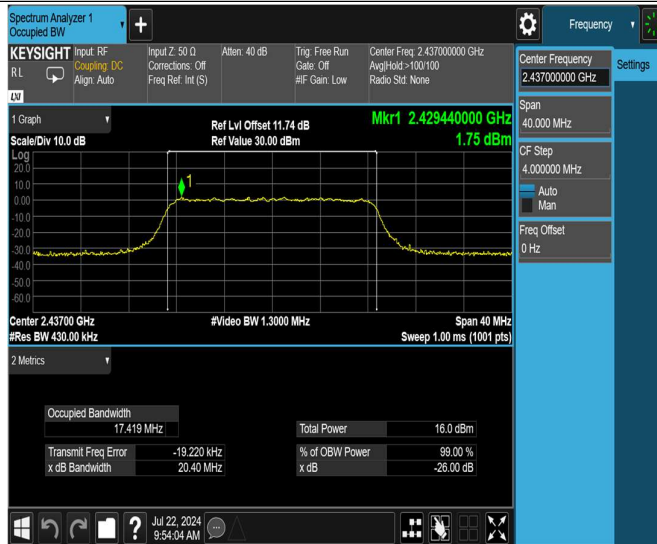 Spectrum Analyzer 1
Occupied BW
Frequency
KEYSIGHT
RL
LXI
Input: RF
Coupling: DC
Align: Auto
Input Z: 50 Ω
Corrections: Off
Freq Ref: Int (S)
Atten: 40 dB
Trig: Free Run
Gate: Off
#IF Gain: Low
Center Freq: 2.437000000 GHz
Avg|Hold:>100/100
Radio Std: None
Center Frequency
2.437000000 GHz
Settings
Span
40.000 MHz
CF Step
4.000000 MHz
Auto
Man
Freq Offset
0 Hz
1 Graph
Scale/Div 10.0 dB
Ref Lvl Offset 11.74 dB
Ref Value 30.00 dBm
Mkr1 2.429440000 GHz
1.75 dBm
Log
20.0
10.0
0.00
-10.0
-20.0
-30.0
-40.0
-50.0
-60.0
1
Center 2.43700 GHz
#Res BW 430.00 kHz
#Video BW 1.3000 MHz
Span 40 MHz
Sweep 1.00 ms (1001 pts)
2 Metrics
Occupied Bandwidth
17.419 MHz
Total Power 16.0 dBm
Transmit Freq Error -19.220 kHz
% of OBW Power 99.00 %
x dB Bandwidth 20.40 MHz
x dB -26.00 dB
?
Jul 22, 2024
9:54:04 AM